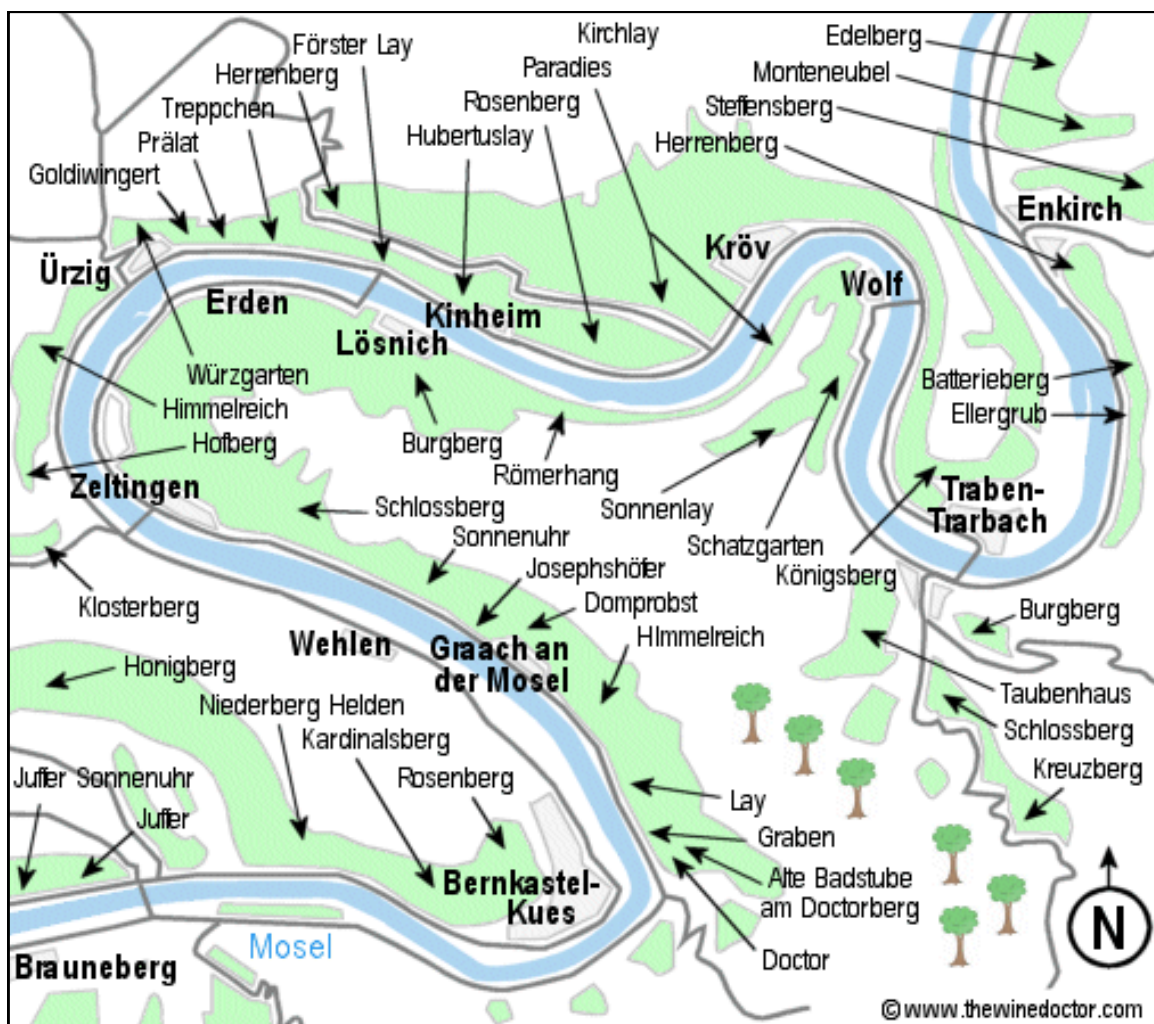 Förster Lay
Kirchlay
Edelberg
Herrenberg
Paradies
Monteneubel
Treppchen
Rosenberg
Steffensberg
Prälat
Hubertuslay
Herrenberg
Goldiwingert
Enkirch
Ürzig
Kröv
Wolf
Erden
Kinheim
Lösnich
Würzgarten
Himmelreich
Batterieberg
Hofberg
Burgberg
Ellergrub
Römerhang
Zeltingen
Schlossberg
Sonnenlay
Traben-
Trarbach
Sonnenuhr
Schatzgarten
Josephshöfer
Königsberg
Klosterberg
Domprobst
Burgberg
Wehlen
Graach an
der Mosel
HImmelreich
Honigberg
Taubenhaus
Niederberg Helden
Schlossberg
Kardinalsberg
Juffer Sonnenuhr
Rosenberg
Kreuzberg
Juffer
Lay
Graben
Bernkastel-
Kues
Alte Badstube
am Doctorberg
N
Mosel
Doctor
Brauneberg
©www.thewinedoctor.com